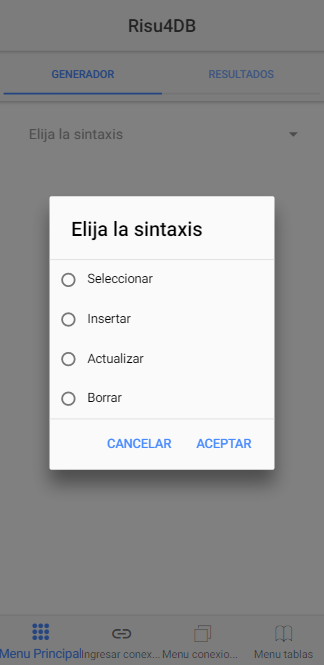 Risu4DB
GENERADOR RESULTADOS
Elija la sintaxis
Elija la sintaxis
Seleccionar
Insertar
Actualizar
Borrar
CANCELAR ACEPTAR
Menu Principal Ingresar conex... Menu conexio... Menu tablas